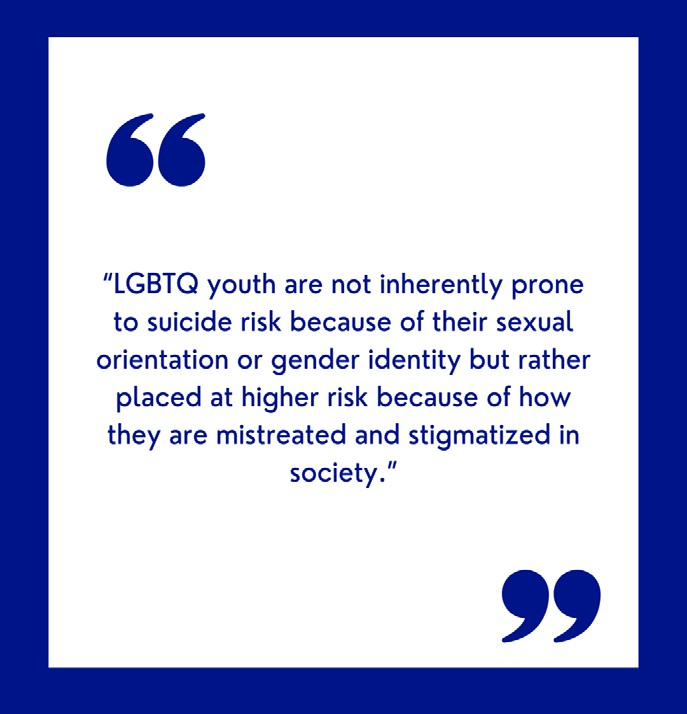 “LGBTQ youth are not inherently prone
to suicide risk because of their sexual
orientation or gender identity but rather
placed at higher risk because of how
they are mistreated and stigmatized in
society.”